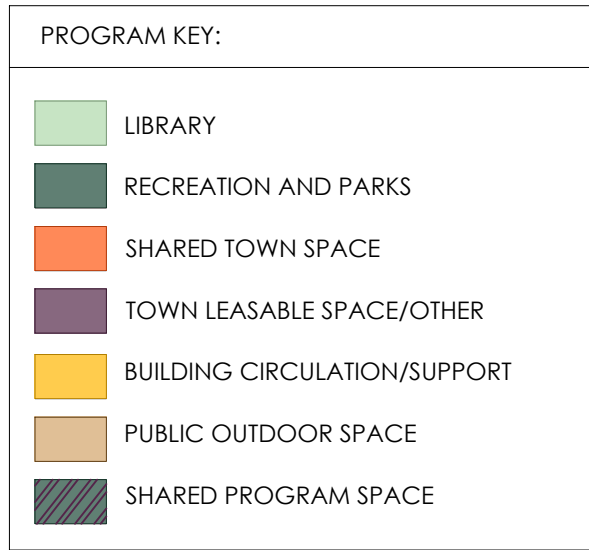 PROGRAM KEY:
LIBRARY
RECREATION AND PARKS
SHARED TOWN SPACE
TOWN LEASABLE SPACE/OTHER
BUILDING CIRCULATION/SUPPORT
PUBLIC OUTDOOR SPACE
SHARED PROGRAM SPACE